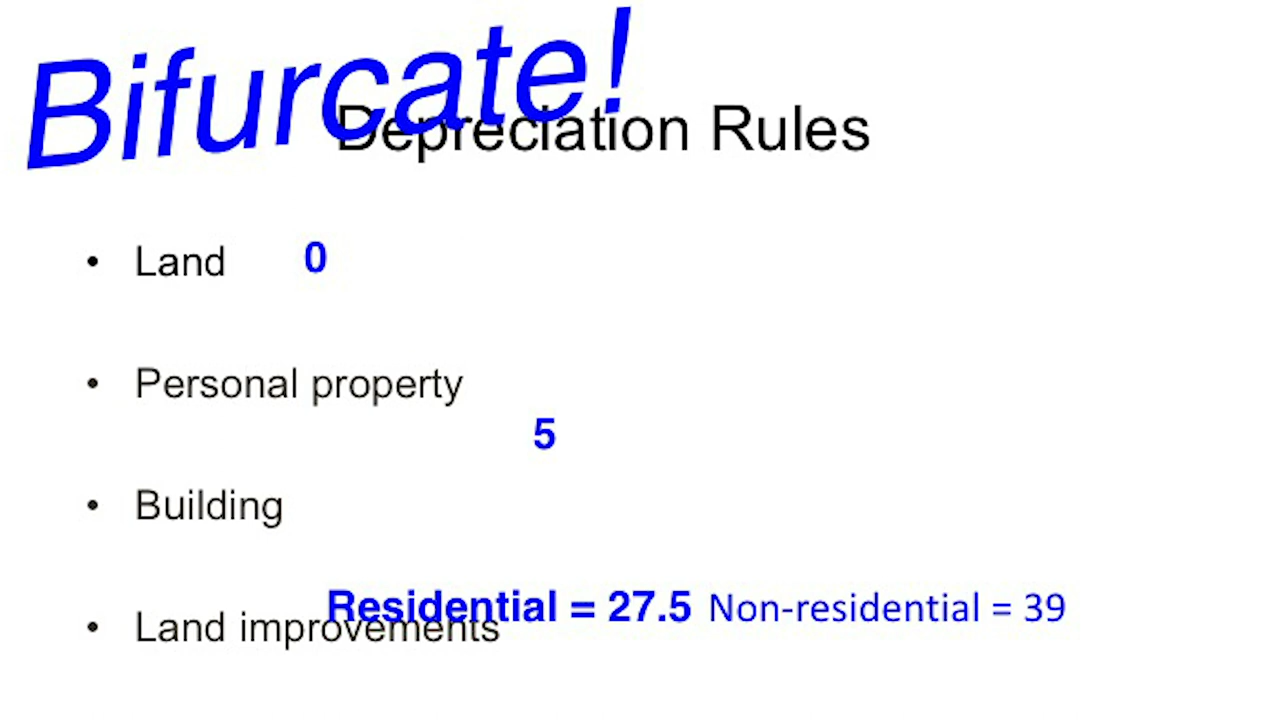 Bifurcate!
Depreciation Rules
• Land 0
• Personal property
5
• Building
Residential = 27.5 Non-residential = 39
• Land improvements